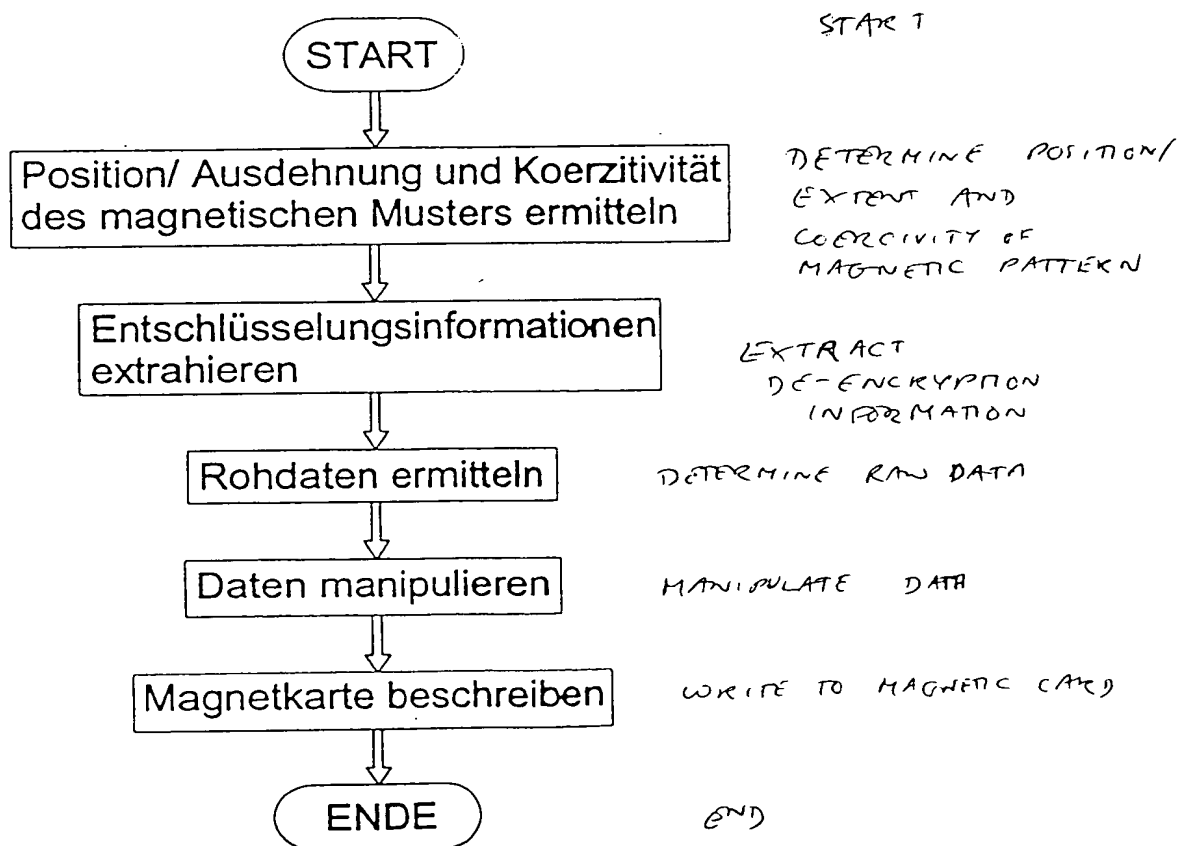 START
START
Position/ Ausdehnung und Koerzitivität
des magnetischen Musters ermitteln
DETERMINE POSITION/
EXTENT AND
COERCIVITY OF
MAGNETIC PATTERN
Entschlüsselungsinformationen
extrahieren
EXTRACT
DE-ENCRYPTION
INFORMATION
Rohdaten ermitteln
DETERMINE RAW DATA
Daten manipulieren
MANIPULATE DATA
Magnetkarte beschreiben
WRITE TO MAGNETIC CARD
ENDE
END